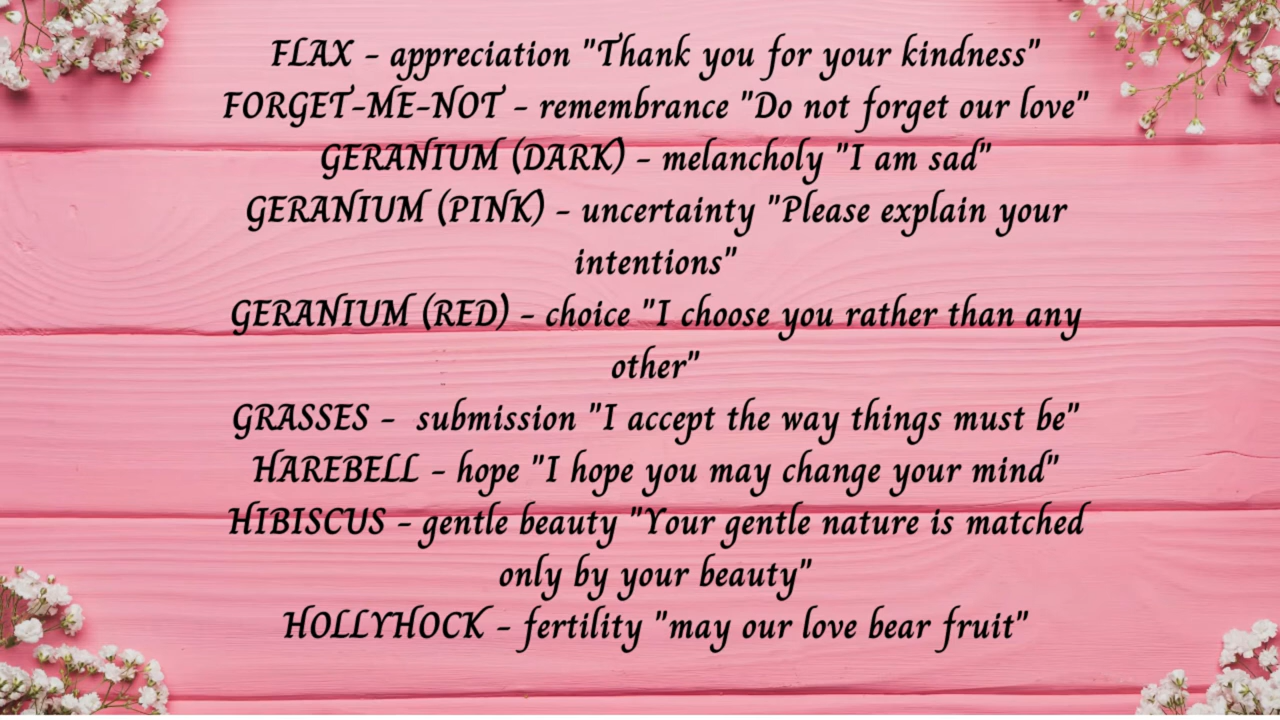 FLAX - appreciation "Thank you for your kindness"
FORGET-ME-NOT - remembrance "Do not forget our love"
GERANIUM (DARK) - melancholy "I am sad"
GERANIUM (PINK) - uncertainty "Please explain your
intentions"
GERANIUM (RED) - choice "I choose you rather than any
other"
GRASSES -  submission "I accept the way things must be"
HAREBELL - hope "I hope you may change your mind"
HIBISCUS - gentle beauty "Your gentle nature is matched
only by your beauty"
HOLLYHOCK - fertility "may our love bear fruit"